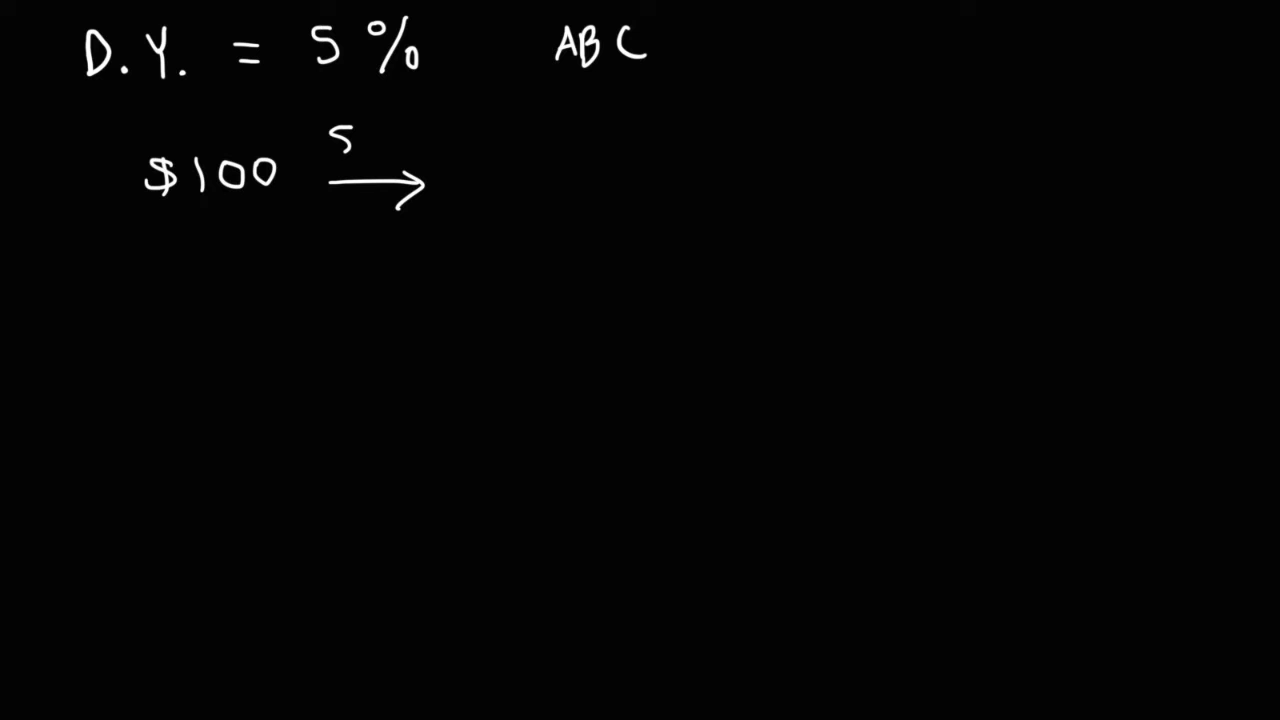 D.Y. = 5% ABC
5
$100 →